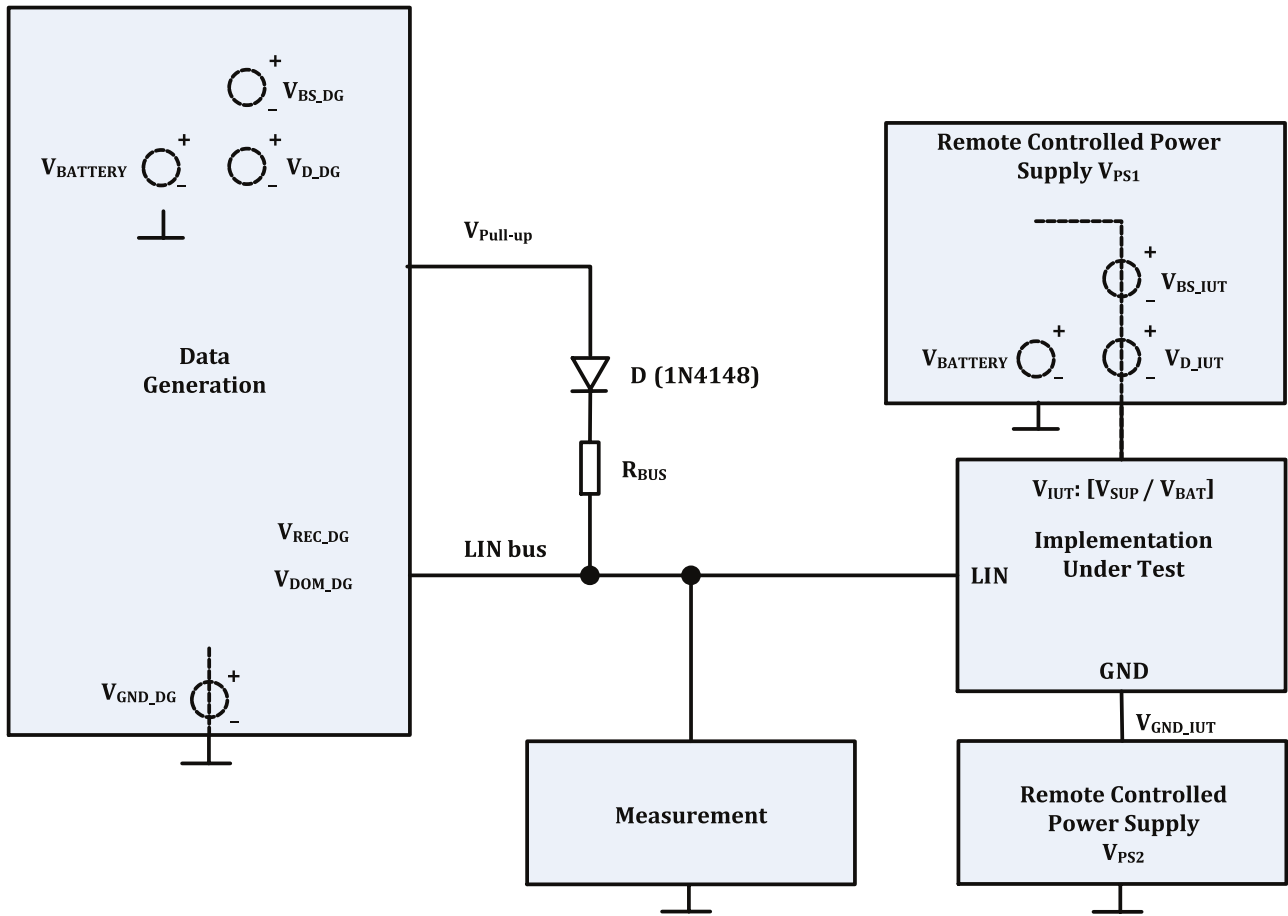 +
V_BS_DG
–
+
V_BATTERY
–
+
V_D_DG
–
V_Pull-up
Data
Generation
D (1N4148)
R_BUS
V_REC_DG
V_DOM_DG
LIN bus
V_GND_DG
+
–
Measurement
Remote Controlled Power
Supply V_PS1
+
V_BS_IUT
–
V_BATTERY
+
–
+
V_D_IUT
–
V_IUT: [V_SUP / V_BAT]
Implementation
Under Test
LIN
GND
V_GND_IUT
Remote Controlled
Power Supply
V_PS2